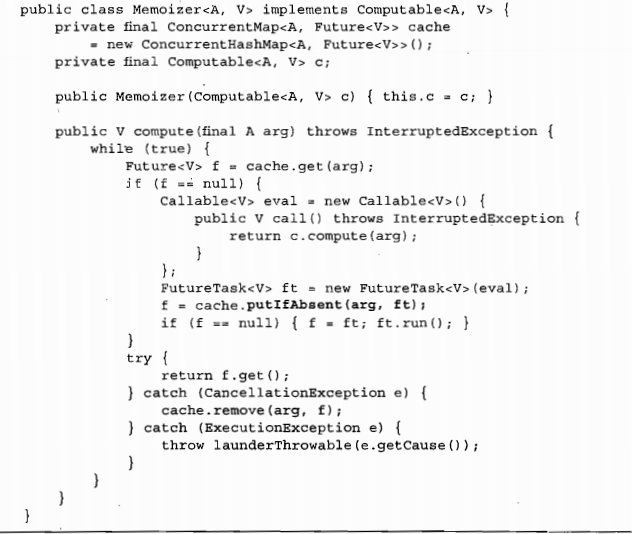 public class Memoizer<A, V> implements Computable<A, V> {
    private final ConcurrentMap<A, Future<V>> cache
        = new ConcurrentHashMap<A, Future<V>>();
    private final Computable<A, V> c;

    public Memoizer(Computable<A, V> c) { this.c = c; }

    public V compute(final A arg) throws InterruptedException {
        while (true) {
            Future<V> f = cache.get(arg);
            if (f == null) {
                Callable<V> eval = new Callable<V>() {
                    public V call() throws InterruptedException {
                        return c.compute(arg);
                    }
                };
                FutureTask<V> ft = new FutureTask<V>(eval);
                f = cache.putIfAbsent(arg, ft);
                if (f == null) { f = ft; ft.run(); }
            }
            try {
                return f.get();
            } catch (CancellationException e) {
                cache.remove(arg, f);
            } catch (ExecutionException e) {
                throw launderThrowable(e.getCause());
            }
        }
    }
}